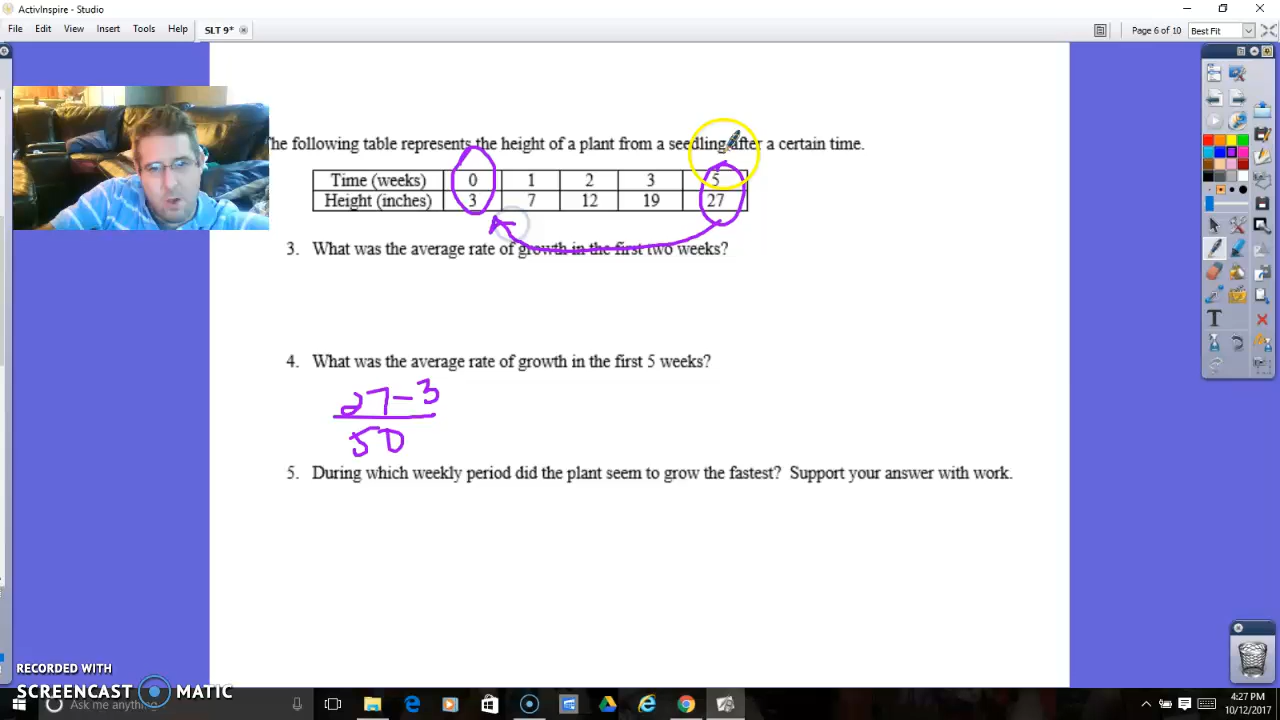 ActivInspire - Studio
File Edit View Insert Tools Help SLT 9*
Page 6 of 10 Best Fit
The following table represents the height of a plant from a seedling after a certain time.
Time (weeks) 0 1 2 3 5
Height (inches) 3 7 12 19 27
3. What was the average rate of growth in the first two weeks?
4. What was the average rate of growth in the first 5 weeks?
27-3
50
5. During which weekly period did the plant seem to grow the fastest? Support your answer with work.
RECORDED WITH
SCREENCAST MATIC
Ask me anything
4:27 PM
10/12/2017